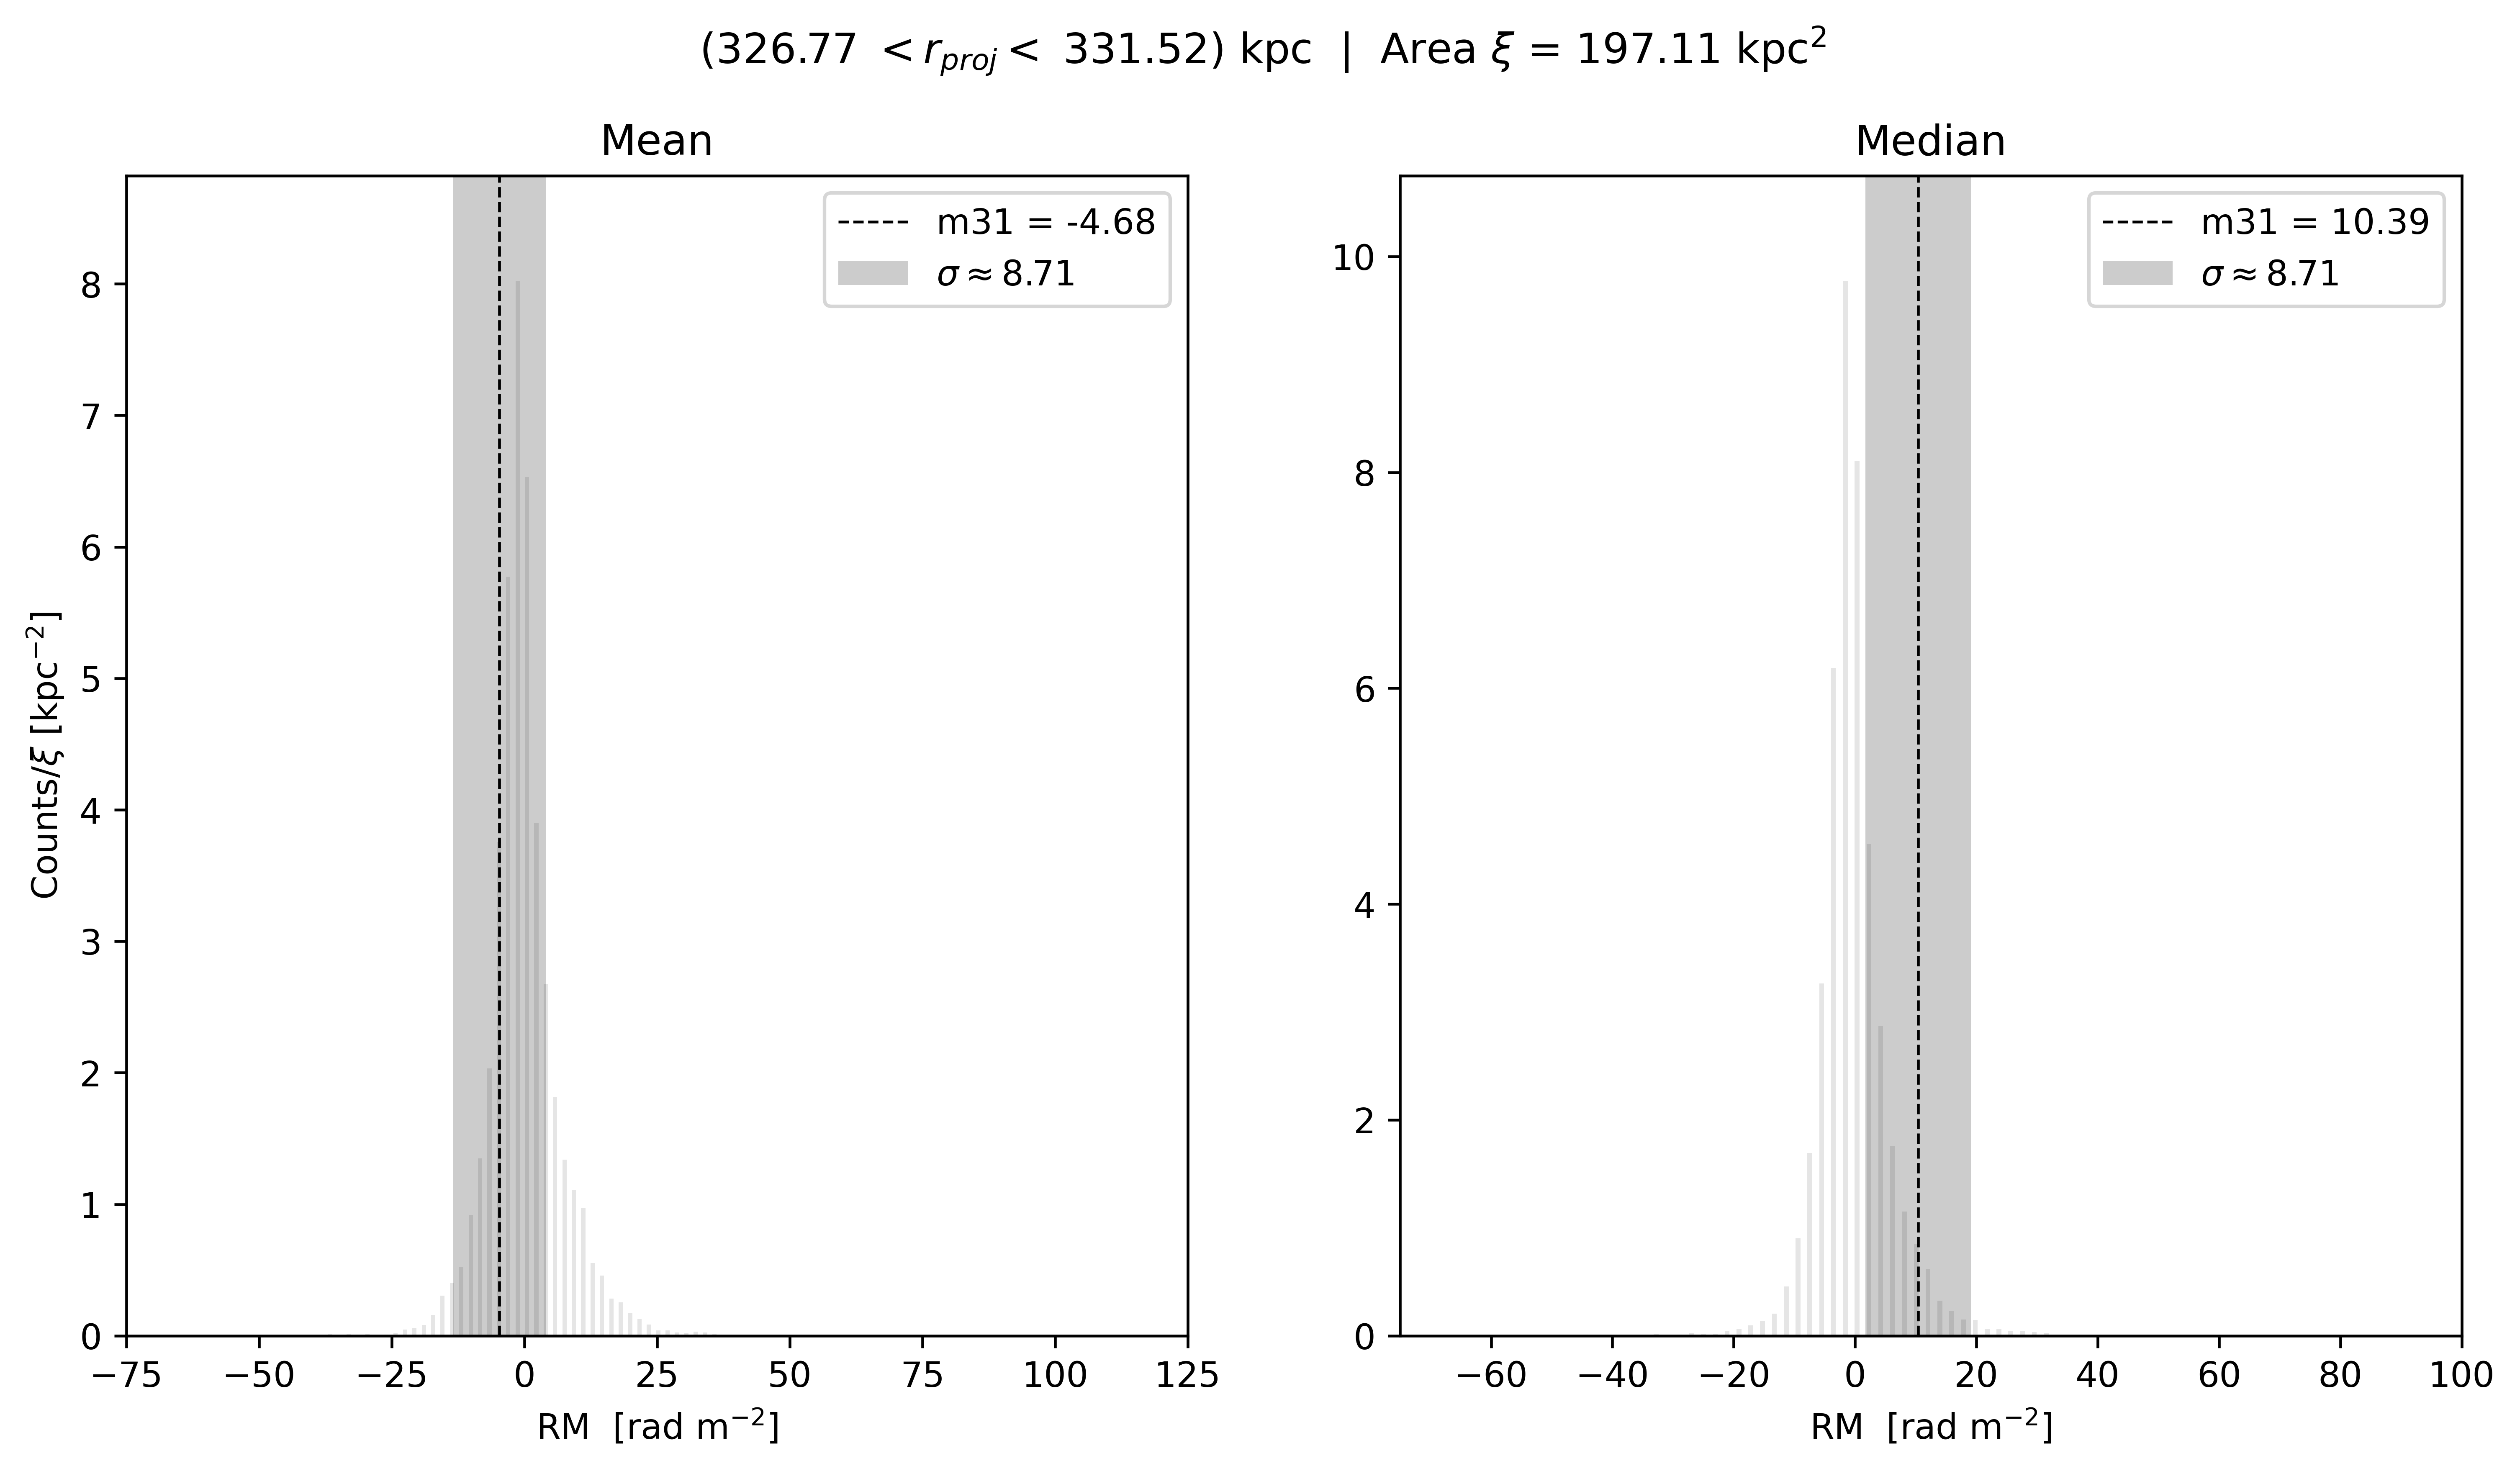 (326.77 < r_proj < 331.52) kpc | Area ξ = 197.11 kpc²
Mean
m31 = -4.68
σ ≈ 8.71
Counts/ξ [kpc⁻²]
8
7
6
5
4
3
2
1
0
−75 −50 −25 0 25 50 75 100 125
RM [rad m⁻²]
Median
m31 = 10.39
σ ≈ 8.71
10
8
6
4
2
0
−60 −40 −20 0 20 40 60 80 100
RM [rad m⁻²]